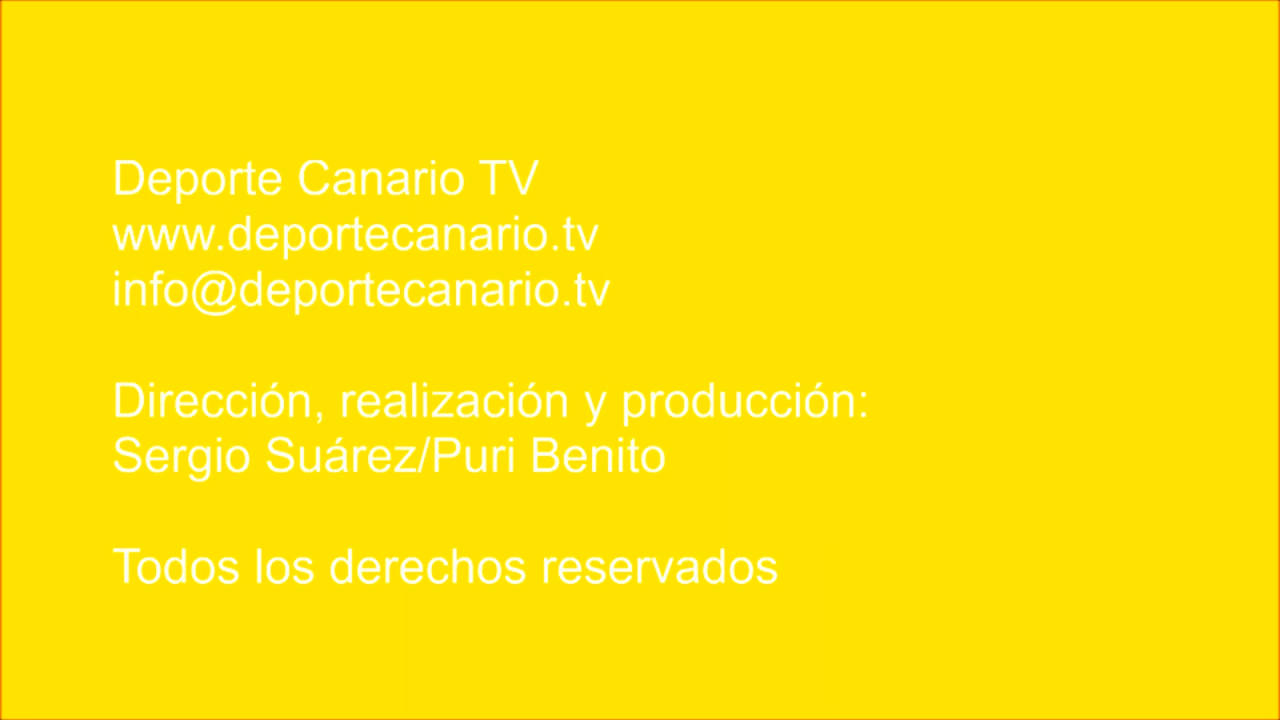 Deporte Canario TV
www.deportecanario.tv
info@deportecanario.tv
Dirección, realización y producción:
Sergio Suárez/Puri Benito
Todos los derechos reservados